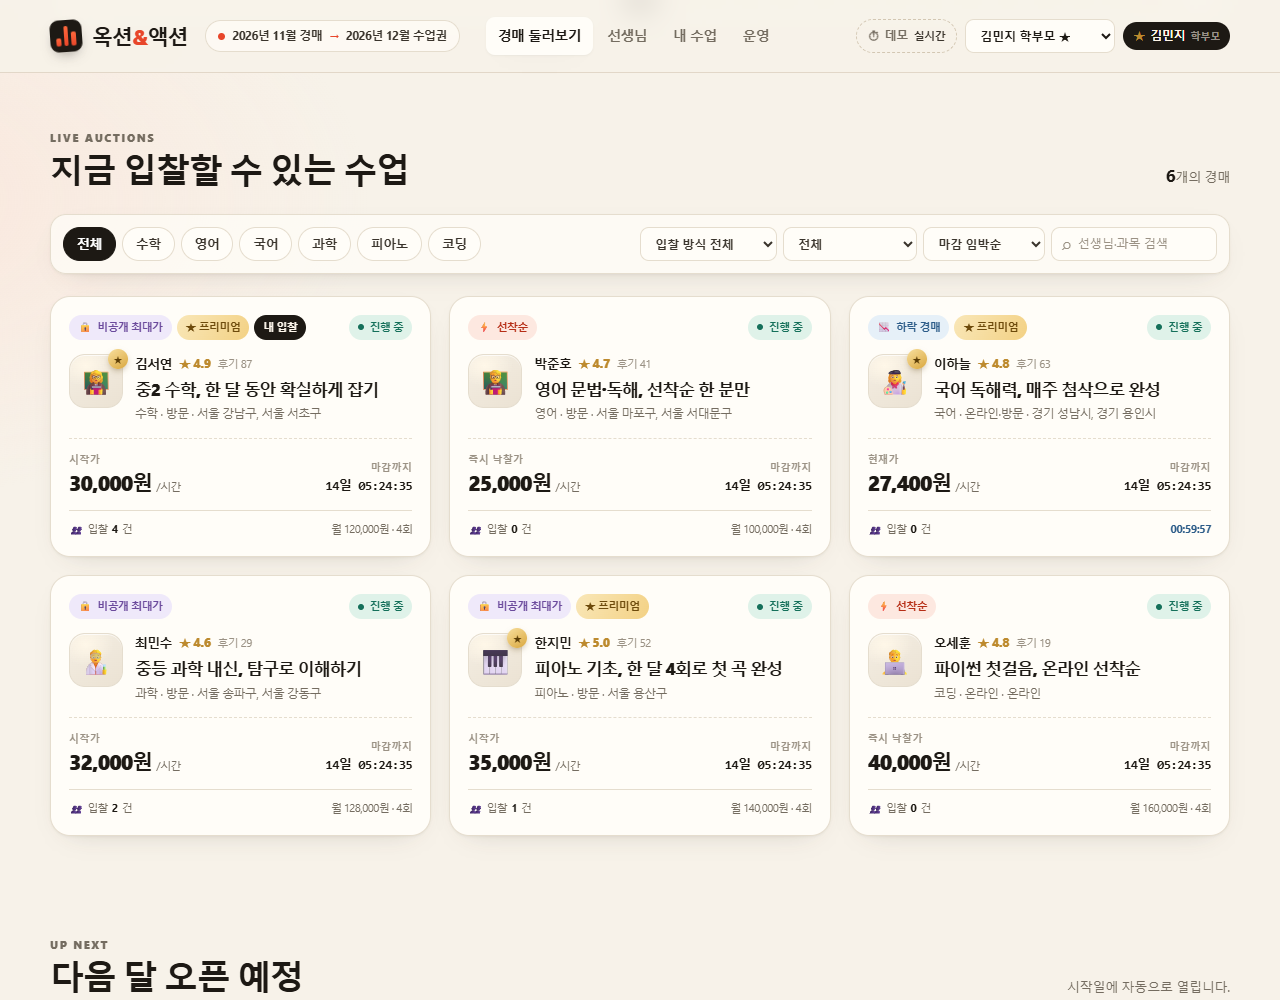 옥션&액션
2026년 11월 경매 → 2026년 12월 수업권
경매 둘러보기 선생님 내 수업 운영
데모 실시간
김민지 학부모 ★
★ 김민지 학부모
LIVE AUCTIONS
지금 입찰할 수 있는 수업
6개의 경매
전체 수학 영어 국어 과학 피아노 코딩
입찰 방식 전체 전체 마감 임박순 선생님·과목 검색
비공개 최대가 ★ 프리미엄 내 입찰 진행 중
김서연 ★ 4.9 후기 87
중2 수학, 한 달 동안 확실하게 잡기
수학 · 방문 · 서울 강남구, 서울 서초구
시작가
마감까지
30,000원 /시간
14일 05:24:35
입찰 4 건
월 120,000원 · 4회
선착순 진행 중
박준호 ★ 4.7 후기 41
영어 문법·독해, 선착순 한 분만
영어 · 방문 · 서울 마포구, 서울 서대문구
즉시 낙찰가
마감까지
25,000원 /시간
14일 05:24:35
입찰 0 건
월 100,000원 · 4회
하락 경매 ★ 프리미엄 진행 중
이하늘 ★ 4.8 후기 63
국어 독해력, 매주 첨삭으로 완성
국어 · 온라인·방문 · 경기 성남시, 경기 용인시
현재가
마감까지
27,400원 /시간
14일 05:24:35
입찰 0 건
00:59:57
비공개 최대가 진행 중
최민수 ★ 4.6 후기 29
중등 과학 내신, 탐구로 이해하기
과학 · 방문 · 서울 송파구, 서울 강동구
시작가
마감까지
32,000원 /시간
14일 05:24:35
입찰 2 건
월 128,000원 · 4회
비공개 최대가 ★ 프리미엄 진행 중
한지민 ★ 5.0 후기 52
피아노 기초, 한 달 4회로 첫 곡 완성
피아노 · 방문 · 서울 용산구
시작가
마감까지
35,000원 /시간
14일 05:24:35
입찰 1 건
월 140,000원 · 4회
선착순 진행 중
오세훈 ★ 4.8 후기 19
파이썬 첫걸음, 온라인 선착순
코딩 · 온라인 · 온라인
즉시 낙찰가
마감까지
40,000원 /시간
14일 05:24:35
입찰 0 건
월 160,000원 · 4회
UP NEXT
다음 달 오픈 예정
시작일에 자동으로 열립니다.